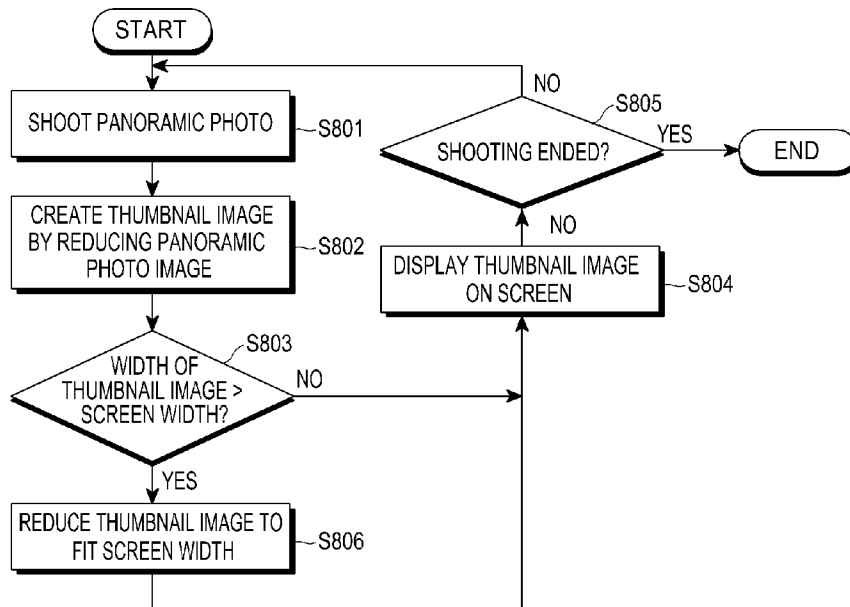 START
SHOOT PANORAMIC PHOTO
S801
CREATE THUMBNAIL IMAGE
BY REDUCING PANORAMIC
PHOTO IMAGE
S802
S803
WIDTH OF
THUMBNAIL IMAGE >
SCREEN WIDTH?
NO
YES
REDUCE THUMBNAIL IMAGE TO
FIT SCREEN WIDTH
S806
NO
S805
SHOOTING ENDED?
YES
END
NO
DISPLAY THUMBNAIL IMAGE
ON SCREEN
S804